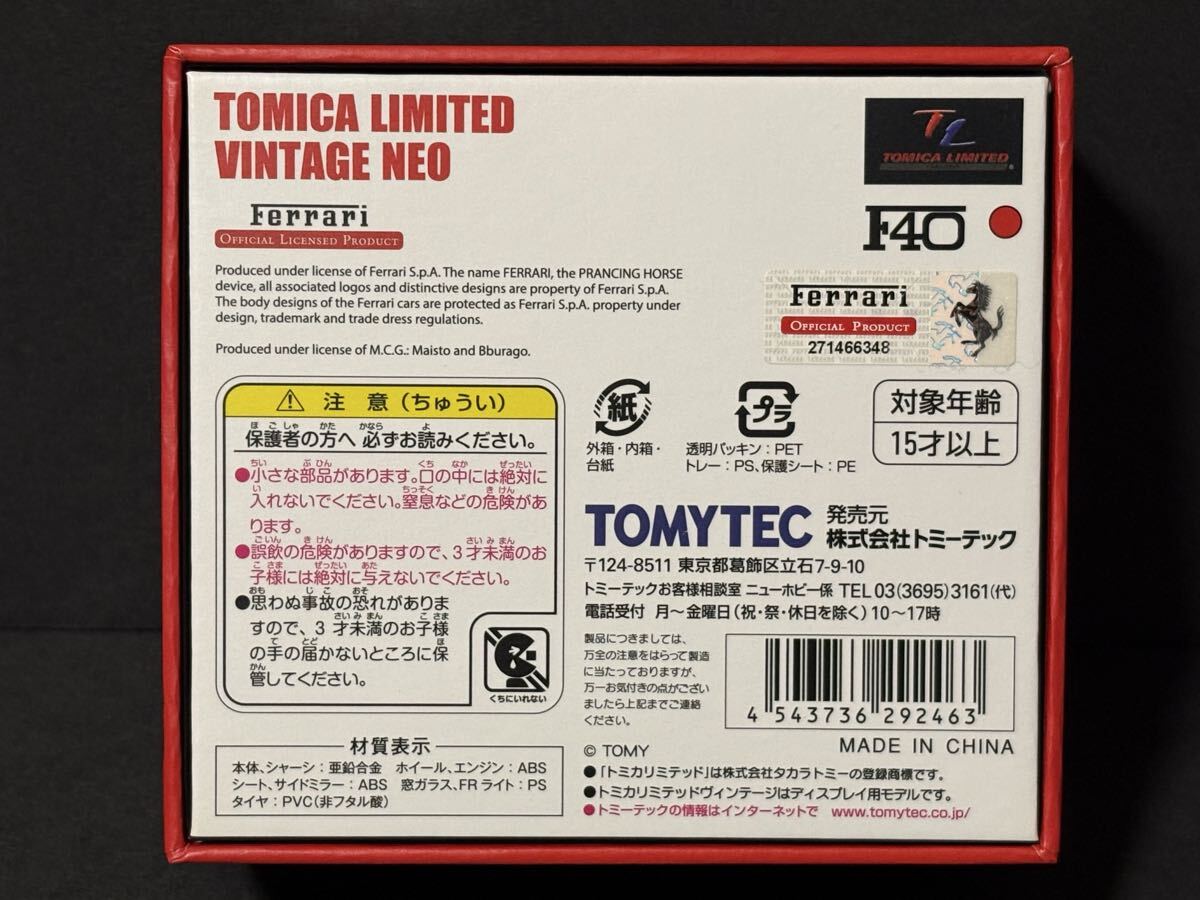 TOMICA LIMITED
VINTAGE NEO
Ferrari
OFFICIAL LICENSED PRODUCT
Produced under license of Ferrari S.p.A. The name FERRARI, the PRANCING HORSE
device, all associated logos and distinctive designs are property of Ferrari S.p.A.
The body designs of the Ferrari cars are protected as Ferrari S.p.A. property under
design, trademark and trade dress regulations.
Produced under license of M.C.G.: Maisto and Bburago.
TL
TOMICA LIMITED
F40
Ferrari
OFFICIAL PRODUCT
271466348
注 意（ちゅうい）
保護者の方へ 必ずお読みください。
●小さな部品があります。口の中には絶対に
入れないでください。窒息などの危険があ
ります。
●誤飲の危険がありますので、3才未満のお
子様には絶対に与えないでください。
●思わぬ事故の恐れがありま
すので、3才未満のお子様
の手の届かないところに保
管してください。
くちにいれない
紙
外箱・内箱・
台紙
プラ
透明パッキン：PET
トレー：PS、保護シート：PE
対象年齢
15才以上
TOMYTEC
発売元
株式会社トミーテック
〒124-8511 東京都葛飾区立石7-9-10
トミーテックお客様相談室 ニューホビー係 TEL 03(3695)3161(代)
電話受付 月～金曜日（祝・祭・休日を除く）10～17時
製品につきましては、
万全の注意をはらって製造
に当たっておりますが、
万一お気付きの点がござい
ましたら上記までご連絡
ください。
4 543736 292463
材質表示
本体、シャーシ：亜鉛合金 ホイール、エンジン：ABS
シート、サイドミラー：ABS 窓ガラス、FRライト：PS
タイヤ：PVC(非フタル酸)
© TOMY
MADE IN CHINA
●「トミカリミテッド」は株式会社タカラトミーの登録商標です。
●トミカリミテッドヴィンテージはディスプレイ用モデルです。
●トミーテックの情報はインターネットで www.tomytec.co.jp/